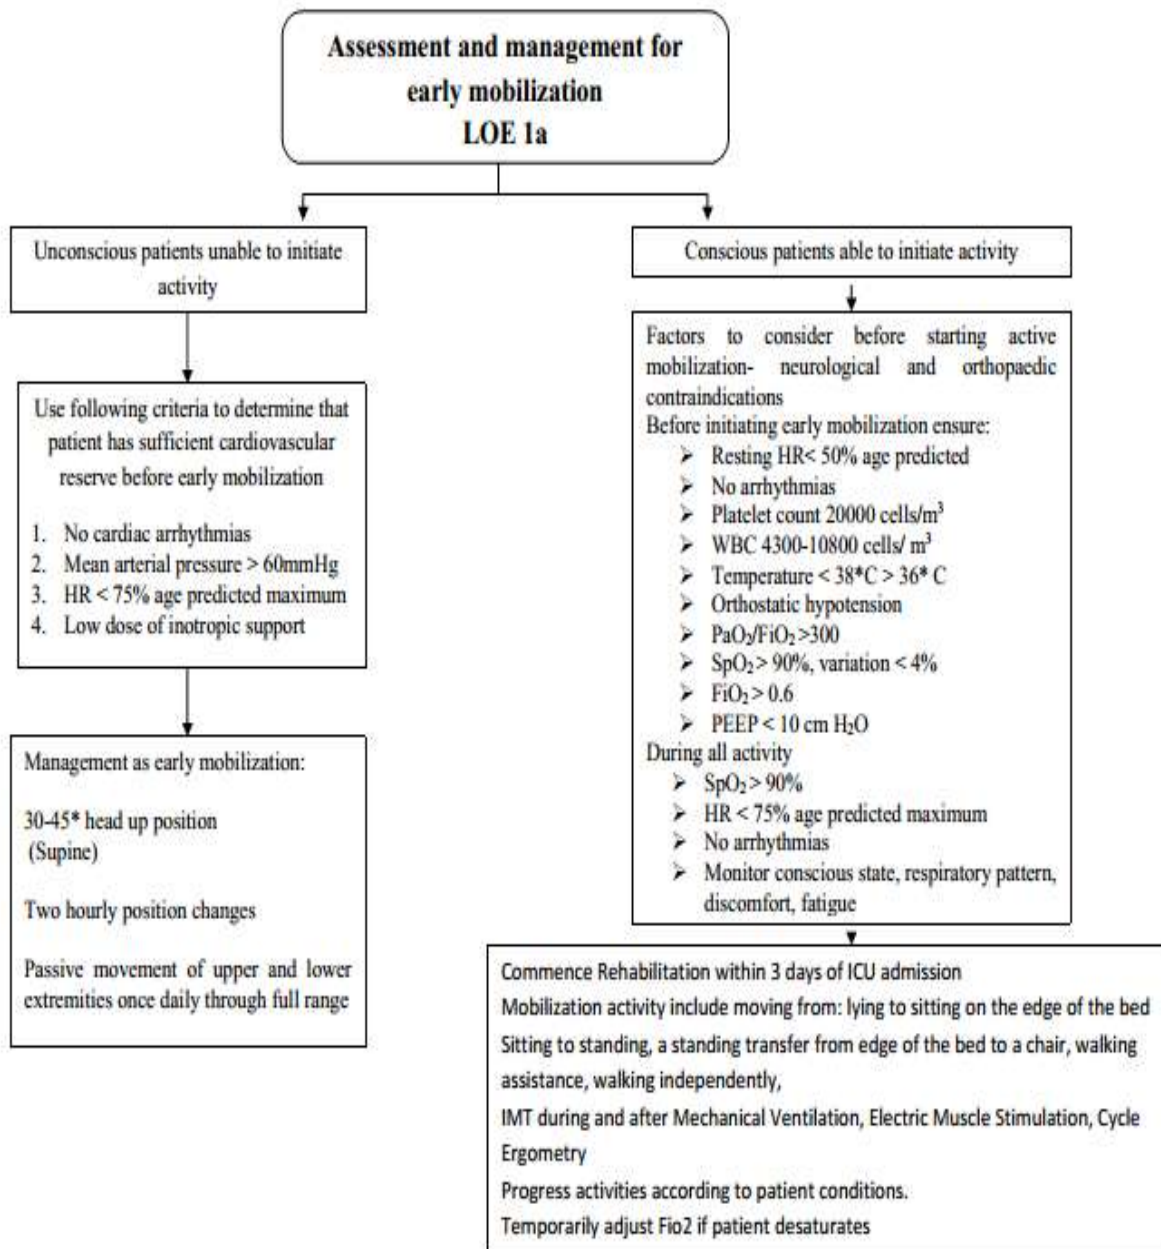 Assessment and management for
early mobilization
LOE 1a
Unconscious patients unable to initiate
activity
Use following criteria to determine that
patient has sufficient cardiovascular
reserve before early mobilization
1. No cardiac arrhythmias
2. Mean arterial pressure > 60mmHg
3. HR < 75% age predicted maximum
4. Low dose of inotropic support
Management as early mobilization:
30-45* head up position
(Supine)
Two hourly position changes
Passive movement of upper and lower
extremities once daily through full range
Conscious patients able to initiate activity
Factors to consider before starting active
mobilization- neurological and orthopaedic
contraindications
Before initiating early mobilization ensure:
➢ Resting HR< 50% age predicted
➢ No arrhythmias
➢ Platelet count 20000 cells/m³
➢ WBC 4300-10800 cells/ m³
➢ Temperature < 38*C > 36* C
➢ Orthostatic hypotension
➢ PaO₂/FiO₂ >300
➢ SpO₂ > 90%, variation < 4%
➢ FiO₂ > 0.6
➢ PEEP < 10 cm H₂O
During all activity
➢ SpO₂ > 90%
➢ HR < 75% age predicted maximum
➢ No arrhythmias
➢ Monitor conscious state, respiratory pattern,
discomfort, fatigue
Commence Rehabilitation within 3 days of ICU admission
Mobilization activity include moving from: lying to sitting on the edge of the bed
Sitting to standing, a standing transfer from edge of the bed to a chair, walking
assistance, walking independently,
IMT during and after Mechanical Ventilation, Electric Muscle Stimulation, Cycle
Ergometry
Progress activities according to patient conditions.
Temporarily adjust Fio2 if patient desaturates